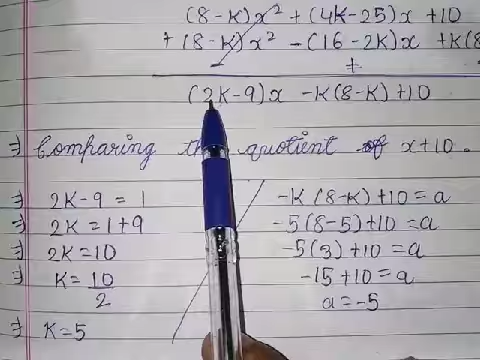 (8-K)x² + (4K-25)x + 10
+ (8-K)x² - (16-2K)x + K(8
- +
(2K-9)x - K(8-K) + 10
⇒ Comparing the quotient of x+10.
⇒ 2K-9 = 1 -K(8-K)+10 = a
⇒ 2K = 1+9 -5(8-5)+10 = a
⇒ 2K = 10 -5(3)+10 = a
⇒ K = 10/2 -15+10 = a
a = -5
⇒ K = 5